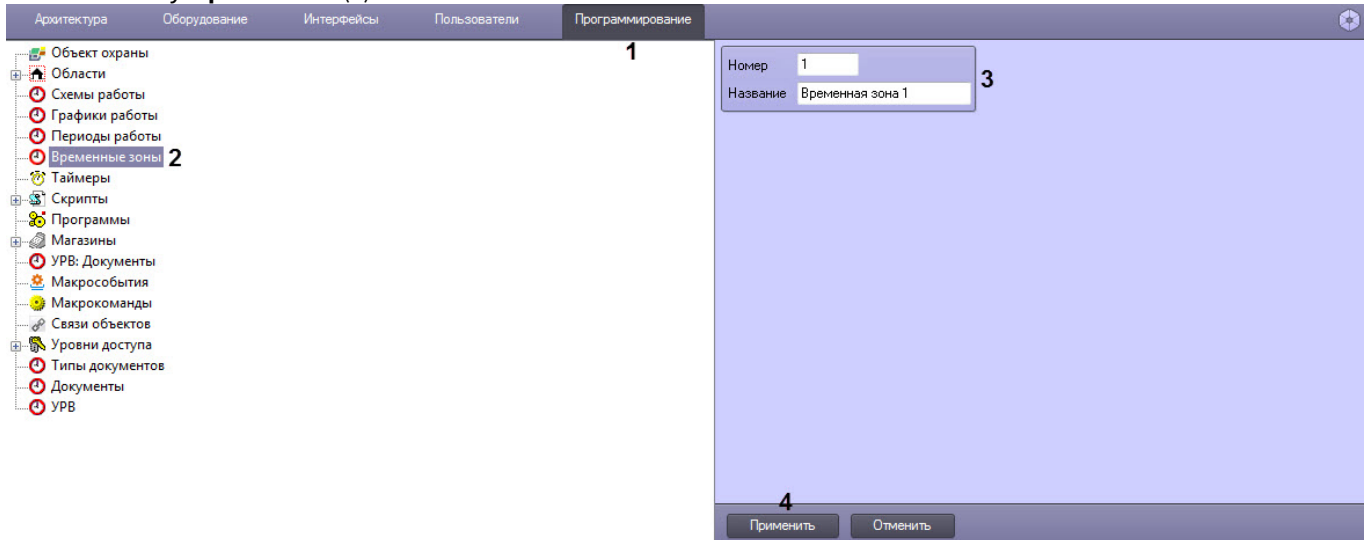 Архитектура Оборудование Интерфейсы Пользователи Программирование
1
Объект охраны
Области
Схемы работы
Графики работы
Периоды работы
Временные зоны 2
Таймеры
Скрипты
Программы
Магазины
УРВ: Документы
Макрособытия
Макрокоманды
Связи объектов
Уровни доступа
Типы документов
Документы
УРВ
Номер 1
Название Временная зона 1
3
4
Применить Отменить